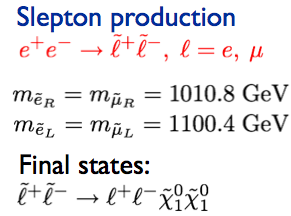 Slepton production
e⁺e⁻ → ℓ̃⁺ℓ̃⁻, ℓ = e, μ
m_ẽR = m_μ̃R = 1010.8 GeV
m_ẽL = m_μ̃L = 1100.4 GeV
Final states:
ℓ̃⁺ℓ̃⁻ → ℓ⁺ℓ⁻χ̃₁⁰χ̃₁⁰